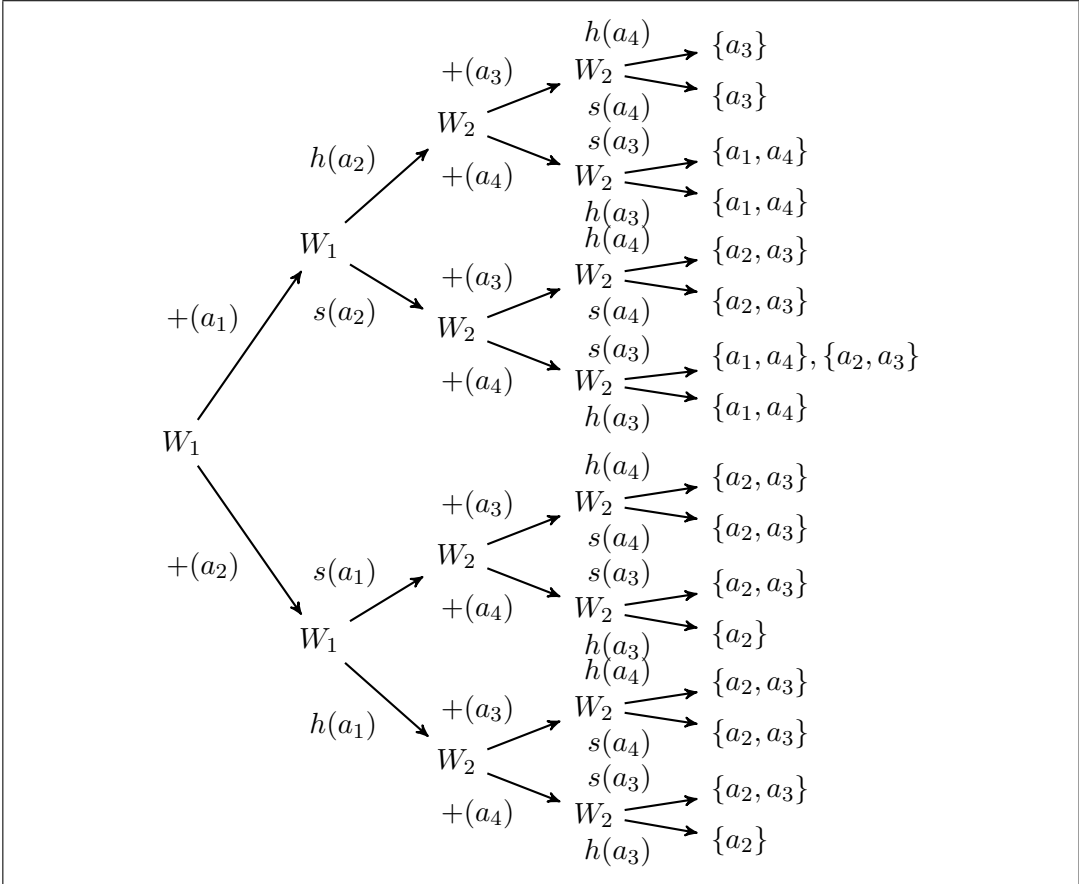 h(a₄)
{a₃}
+(a₃)
W₂
{a₃}
s(a₄)
W₂
s(a₃)
{a₁, a₄}
h(a₂)
+(a₄)
W₂
{a₁, a₄}
h(a₃)
h(a₄)
W₁
{a₂, a₃}
+(a₃)
W₂
{a₂, a₃}
+(a₁)
s(a₂)
s(a₄)
W₂
s(a₃)
{a₁, a₄}, {a₂, a₃}
+(a₄)
W₂
{a₁, a₄}
h(a₃)
W₁
h(a₄)
{a₂, a₃}
+(a₃)
W₂
{a₂, a₃}
s(a₄)
W₂
+(a₂)
s(a₁)
s(a₃)
{a₂, a₃}
+(a₄)
W₂
{a₂}
W₁
h(a₃)
h(a₄)
{a₂, a₃}
+(a₃)
W₂
h(a₁)
{a₂, a₃}
s(a₄)
W₂
s(a₃)
{a₂, a₃}
+(a₄)
W₂
{a₂}
h(a₃)